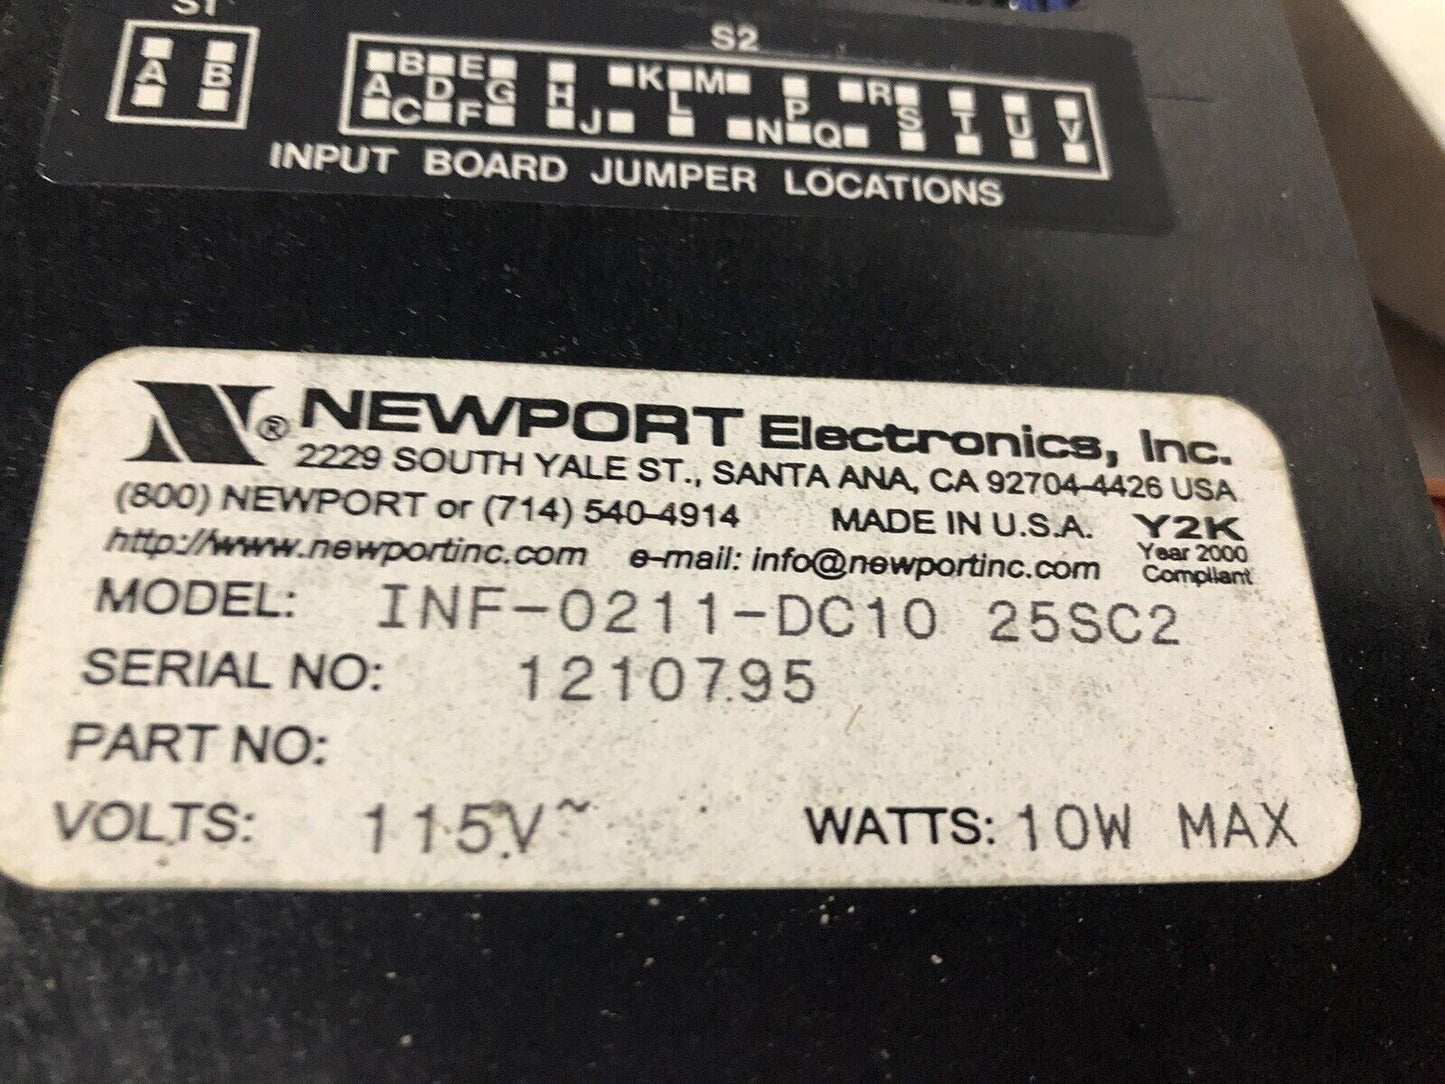 S1
S2
A B
B E K M R
A D G H L P S T U V
C F J N Q
INPUT BOARD JUMPER LOCATIONS
N® NEWPORT Electronics, Inc.
2229 SOUTH YALE ST., SANTA ANA, CA 92704-4426 USA
(800) NEWPORT or (714) 540-4914 MADE IN U.S.A. Y2K
http://www.newportinc.com e-mail: info@newportinc.com Year 2000
Compliant
MODEL: INF-0211-DC10 25SC2
SERIAL NO: 1210795
PART NO:
VOLTS: 115V~ WATTS: 10W MAX